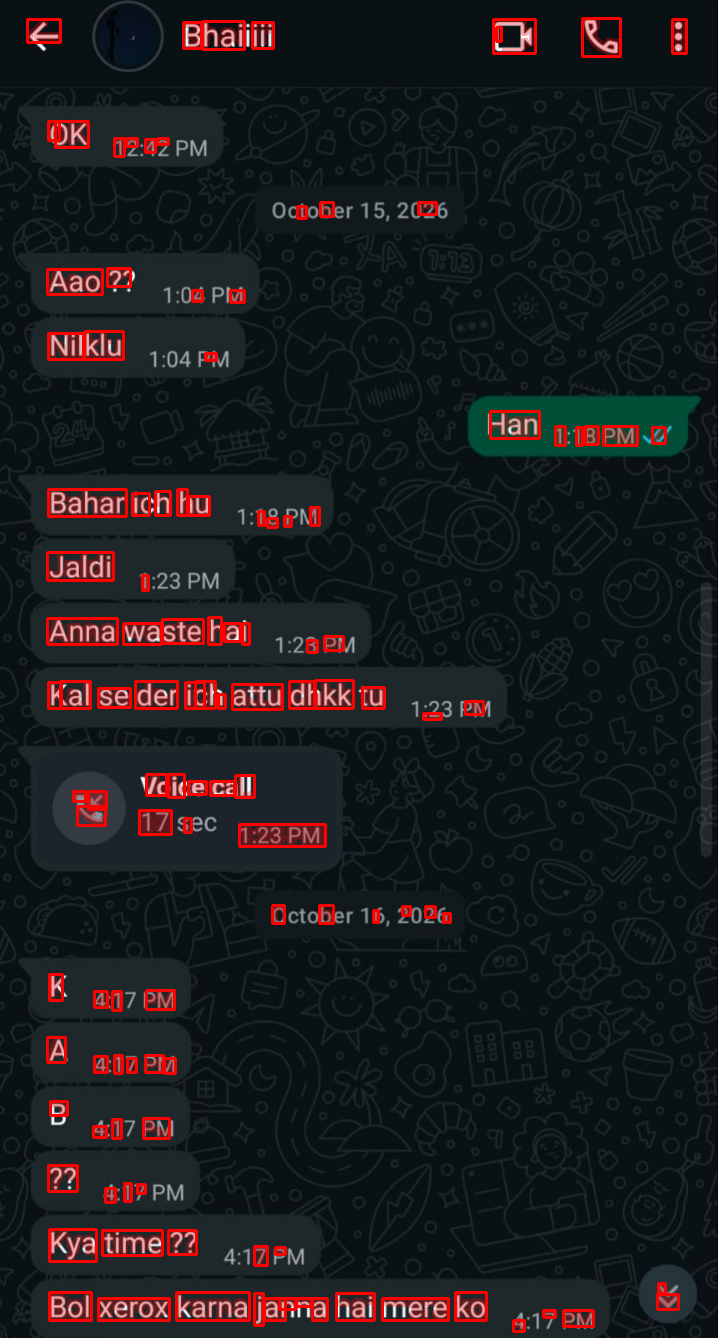 Bhaiiiii
OK 12:42 PM
October 15, 2026
Aao ?? 1:04 PM
Nilklu 1:04 PM
Han 1:18 PM
Bahar ich hu 1:18 PM
Jaldi 1:23 PM
Anna waste hai 1:23 PM
Kal se der ich attu dhkk tu 1:23 PM
Voice call
17 sec 1:23 PM
October 16, 2026
K 4:17 PM
A 4:17 PM
B 4:17 PM
?? 4:17 PM
Kya time ?? 4:17 PM
Bol xerox karna janna hai mere ko 4:17 PM